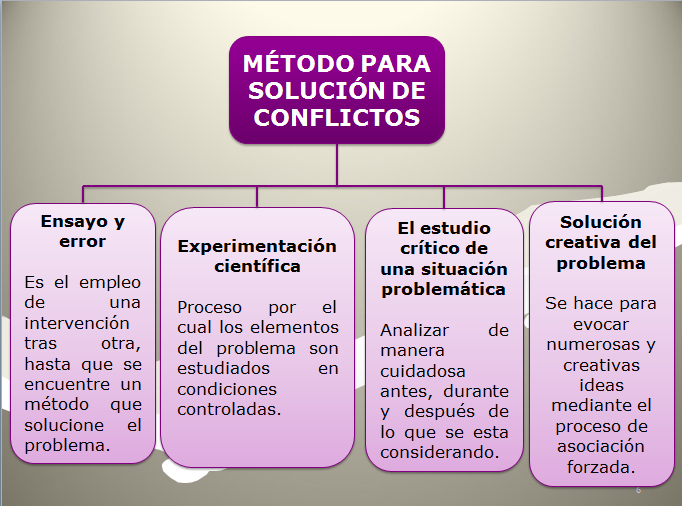 MÉTODO PARA
SOLUCIÓN DE
CONFLICTOS
Ensayo y
error
Es el empleo
de una
intervención
tras otra,
hasta que se
encuentre un
método que
solucione el
problema.
Experimentación
científica
Proceso por el
cual los elementos
del problema son
estudiados en
condiciones
controladas.
El estudio
crítico de
una situación
problemática
Analizar de
manera
cuidadosa
antes, durante
y después de
lo que se esta
considerando.
Solución
creativa del
problema
Se hace para
evocar
numerosas y
creativas
ideas
mediante el
proceso de
asociación
forzada.
6